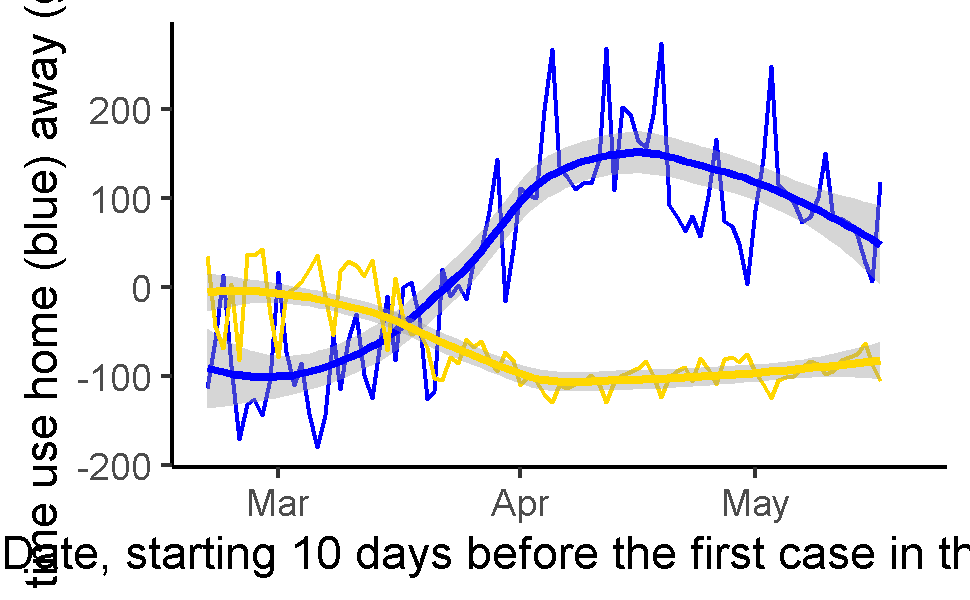 time use home (blue) away (
200
100
0
-100
-200
Mar Apr May
Date, starting 10 days before the first case in th